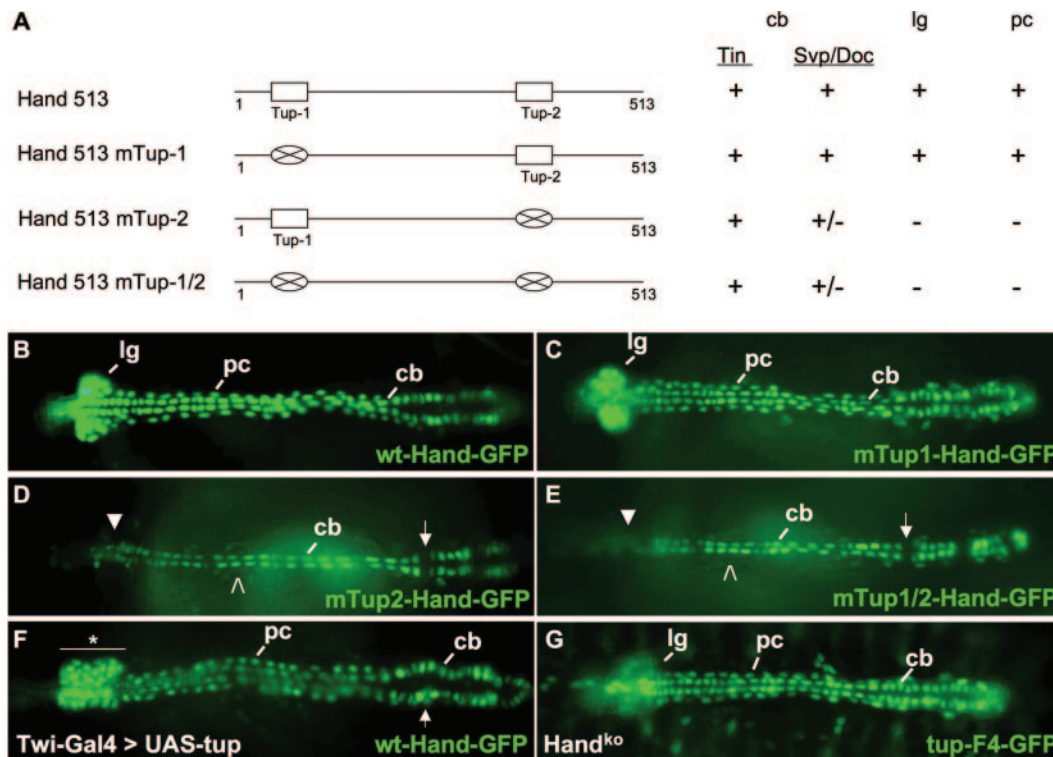 A
cb lg pc
Tin Svp/Doc
Hand 513 1 Tup-1 Tup-2 513 + + + +
Hand 513 mTup-1 1 Tup-2 513 + + + +
Hand 513 mTup-2 1 Tup-1 513 + +/- - -
Hand 513 mTup-1/2 1 513 + +/- - -
B lg pc cb wt-Hand-GFP
C lg pc cb mTup1-Hand-GFP
D cb ^ mTup2-Hand-GFP
E cb ^ mTup1/2-Hand-GFP
F * pc cb Twi-Gal4 > UAS-tup wt-Hand-GFP
G lg pc cb Handko tup-F4-GFP